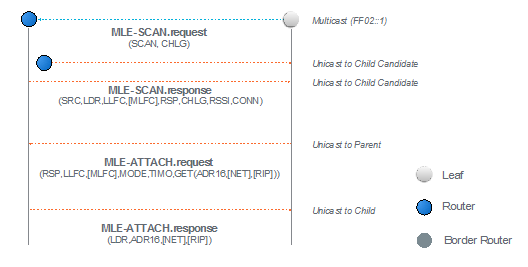 Multicast (FF02::1)
MLE-SCAN.request
(SCAN, CHLG)
Unicast to Child Candidate
Unicast to Child Candidate
MLE-SCAN.response
(SRC,LDR,LLFC,[MLFC],RSP,CHLG,RSSI,CONN)
Unicast to Parent
MLE-ATTACH.request
(RSP,LLFC,[MLFC],MODE,TIMO,GET(ADR16,[NET],[RIP]))
Leaf
Unicast to Child
Router
MLE-ATTACH.response
(LDR,ADR16,[NET],[RIP])
Border Router